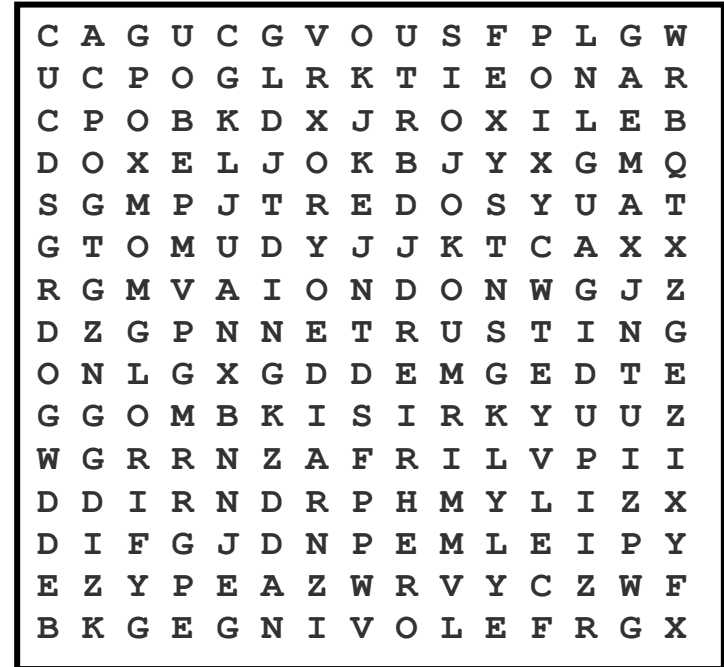 C A G U C G V O U S F P L G W
U C P O G L R K T I E O N A R
C P O B K D X J R O X I L E B
D O X E L J O K B J Y X G M Q
S G M P J T R E D O S Y U A T
G T O M U D Y J J K T C A X X
R G M V A I O N D O N W G J Z
D Z G P N N E T R U S T I N G
O N L G X G D D E M G E D T E
G G O M B K I S I R K Y U U Z
W G R R N Z A F R I L V P I I
D D I R N D R P H M Y L I Z X
D I F G J D N P E M L E I P Y
E Z Y P E A Z W R V Y C Z W F
B K G E G N I V O L E F R G X